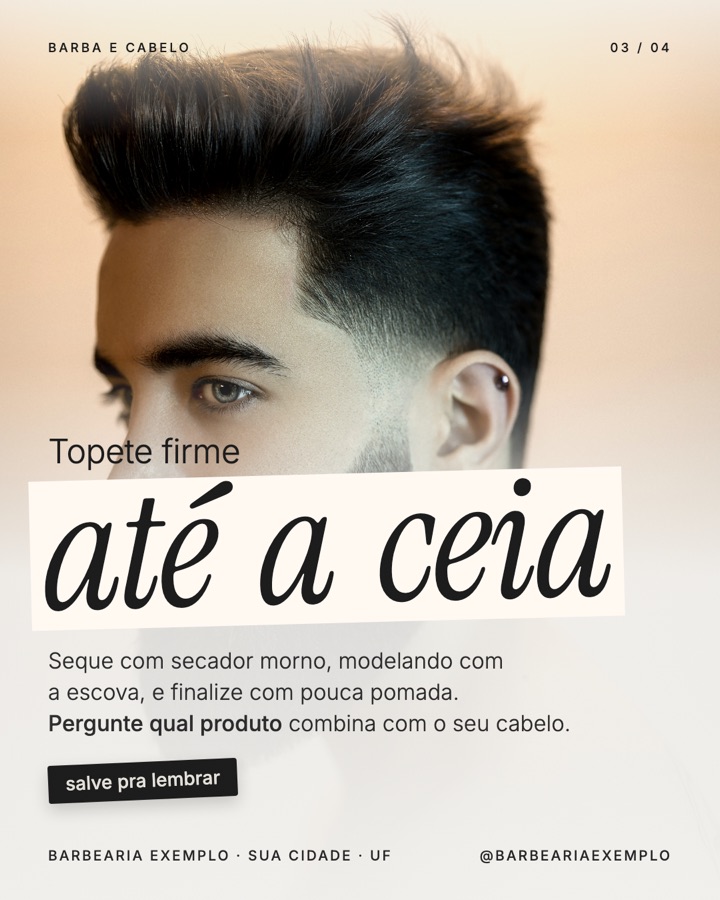 BARBA E CABELO
03 / 04
Topete firme
até a ceia
Seque com secador morno, modelando com
a escova, e finalize com pouca pomada.
Pergunte qual produto combina com o seu cabelo.
salve pra lembrar
BARBEARIA EXEMPLO · SUA CIDADE · UF
@BARBEARIAEXEMPLO